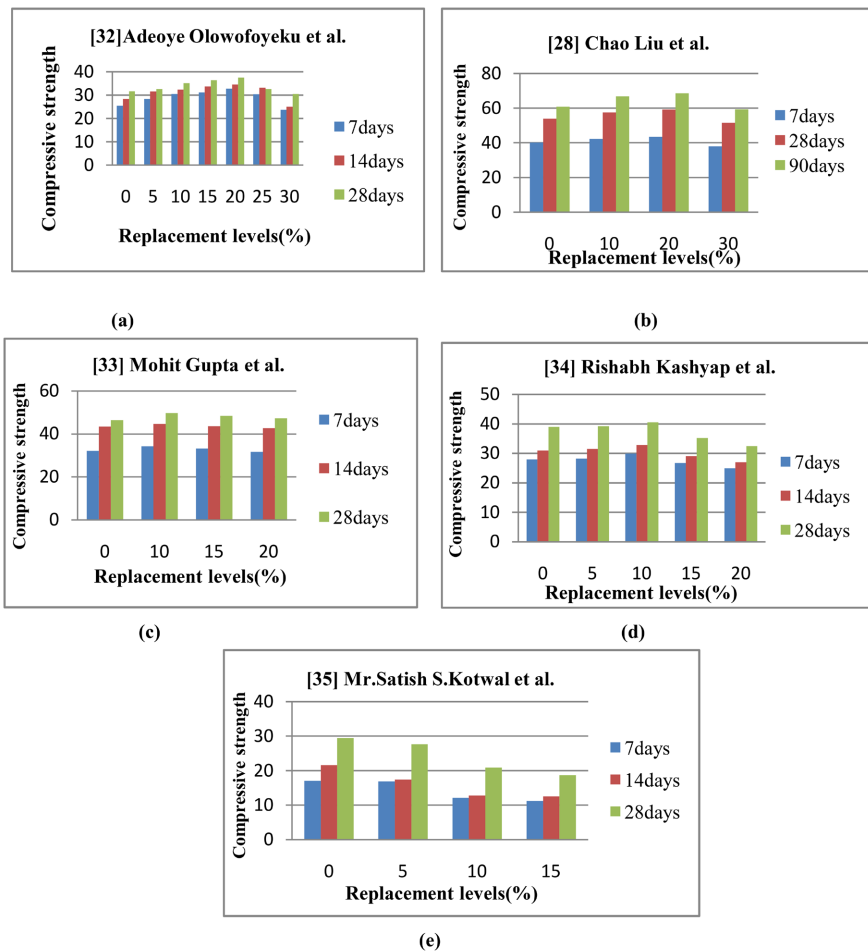 [32]Adeoye Olowofoyeku et al.
Compressive strength
40
30
20
10
0
0 5 10 15 20 25 30
Replacement levels(%)
7days
14days
28days
(a)
[28] Chao Liu et al.
Compressive strength
80
60
40
20
0
0 10 20 30
Replacement levels(%)
7days
28days
90days
(b)
[33] Mohit Gupta et al.
Compressive strength
60
40
20
0
0 10 15 20
Replacement levels(%)
7days
14days
28days
(c)
[34] Rishabh Kashyap et al.
Compressive strength
50
40
30
20
10
0
0 5 10 15 20
Replacement levels(%)
7days
14days
28days
(d)
[35] Mr.Satish S.Kotwal et al.
Compressive strength
40
30
20
10
0
0 5 10 15
Replacement levels(%)
7days
14days
28days
(e)